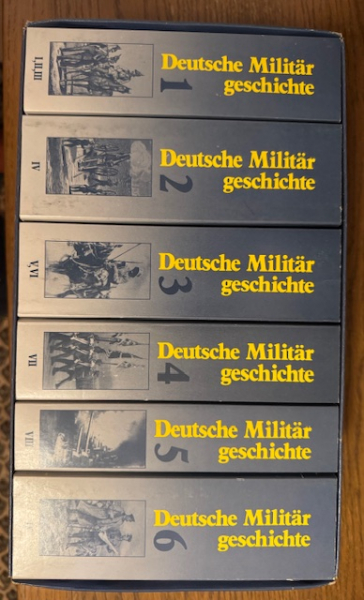 I,II,III
Deutsche Militär
geschichte
1
IV
Deutsche Militär
geschichte
2
V,VI
Deutsche Militär
geschichte
3
VII
Deutsche Militär
geschichte
4
VIII
Deutsche Militär
geschichte
5
Deutsche Militär
geschichte
6